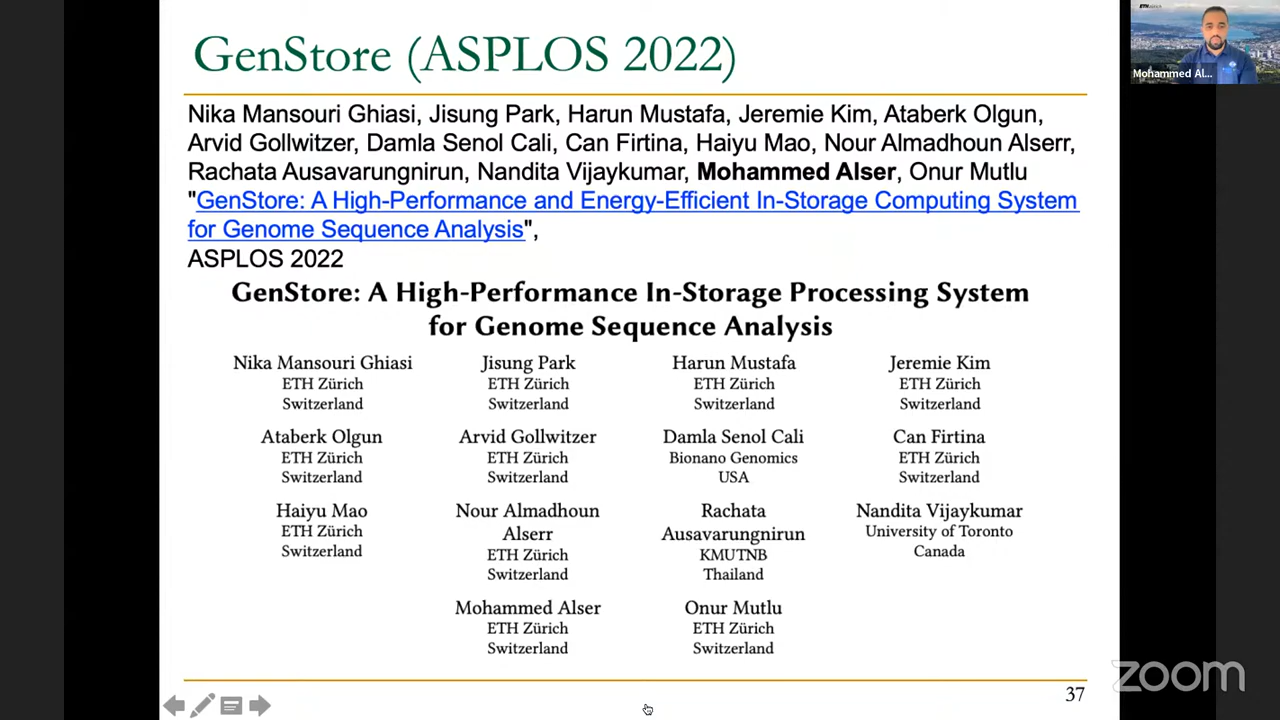 GenStore (ASPLOS 2022)
Nika Mansouri Ghiasi, Jisung Park, Harun Mustafa, Jeremie Kim, Ataberk Olgun,
Arvid Gollwitzer, Damla Senol Cali, Can Firtina, Haiyu Mao, Nour Almadhoun Alserr,
Rachata Ausavarungnirun, Nandita Vijaykumar, Mohammed Alser, Onur Mutlu
"GenStore: A High-Performance and Energy-Efficient In-Storage Computing System
for Genome Sequence Analysis",
ASPLOS 2022
GenStore: A High-Performance In-Storage Processing System
for Genome Sequence Analysis
Nika Mansouri Ghiasi
ETH Zürich
Switzerland
Jisung Park
ETH Zürich
Switzerland
Harun Mustafa
ETH Zürich
Switzerland
Jeremie Kim
ETH Zürich
Switzerland
Ataberk Olgun
ETH Zürich
Switzerland
Arvid Gollwitzer
ETH Zürich
Switzerland
Damla Senol Cali
Bionano Genomics
USA
Can Firtina
ETH Zürich
Switzerland
Haiyu Mao
ETH Zürich
Switzerland
Nour Almadhoun
Alserr
ETH Zürich
Switzerland
Rachata
Ausavarungnirun
KMUTNB
Thailand
Nandita Vijaykumar
University of Toronto
Canada
Mohammed Alser
ETH Zürich
Switzerland
Onur Mutlu
ETH Zürich
Switzerland
37
Mohammed Al...
zoom